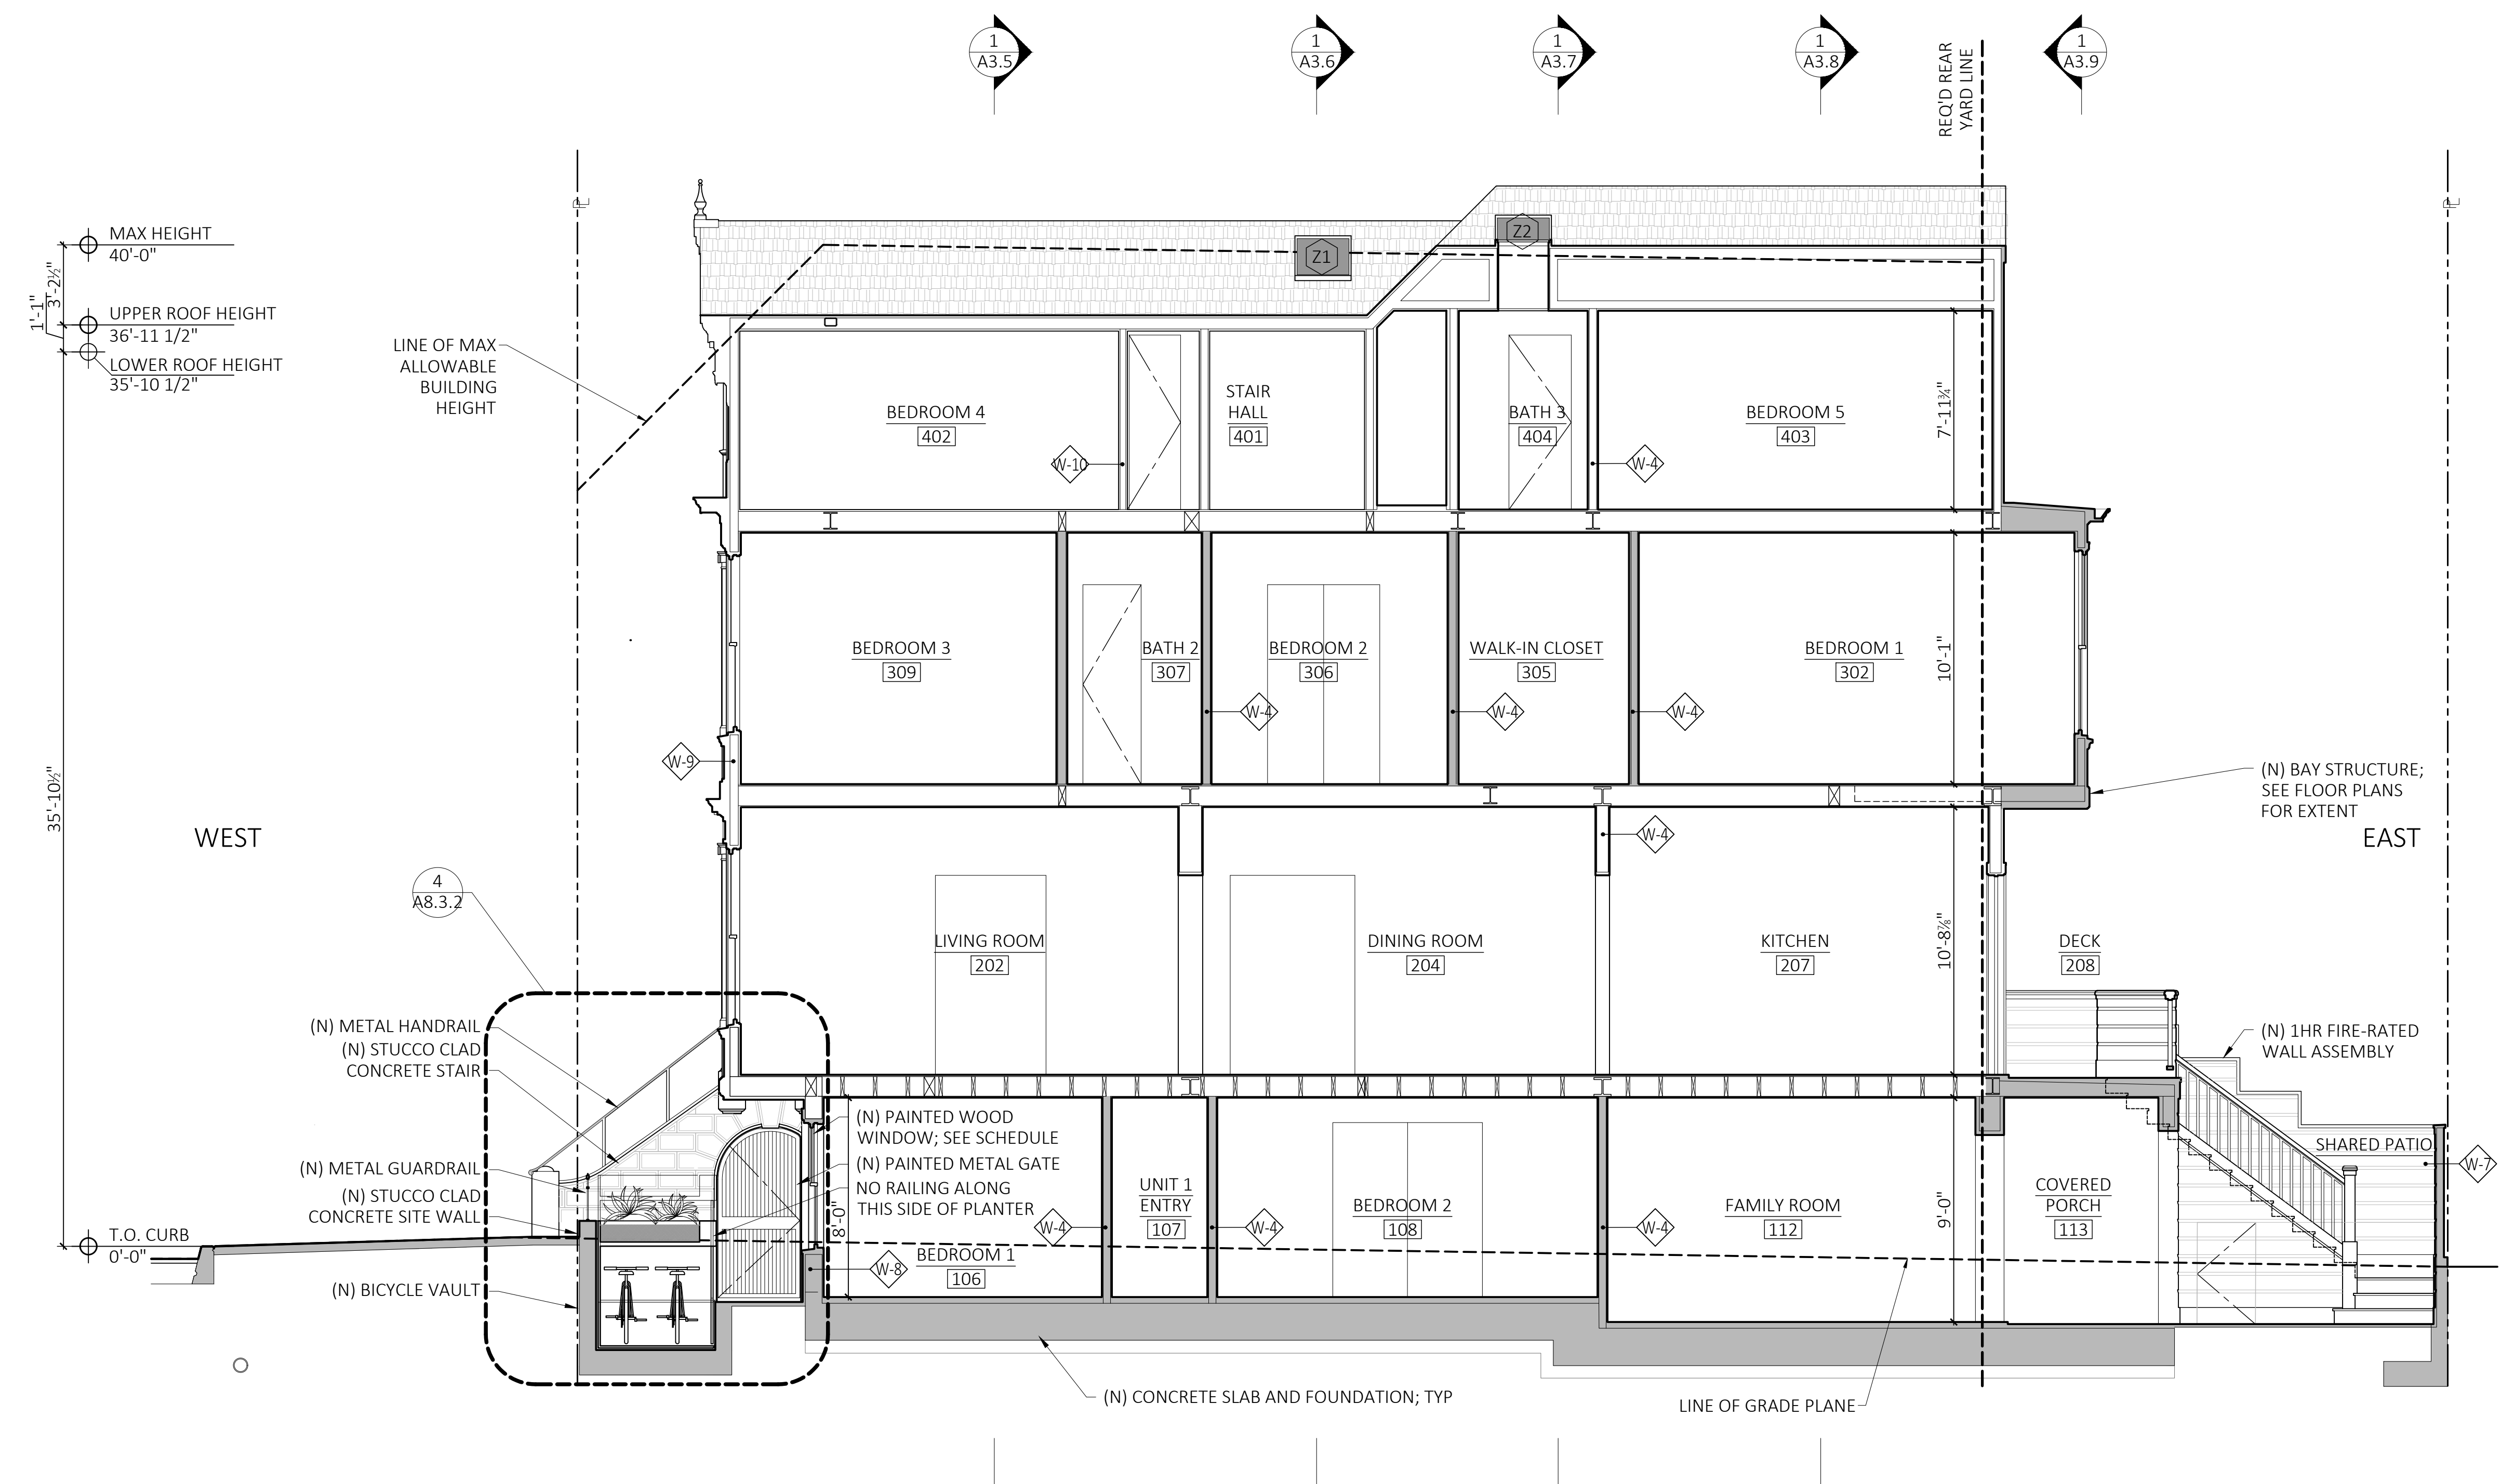 1
A3.5
1
A3.6
1
A3.7
1
A3.8
1
A3.9
REQ'D REAR
YARD LINE
PL
PL
MAX HEIGHT
40'-0"
3'-2½"
1'-1"
UPPER ROOF HEIGHT
36'-11 1/2"
LOWER ROOF HEIGHT
35'-10 1/2"
35'-10½"
LINE OF MAX
ALLOWABLE
BUILDING
HEIGHT
Z1
Z2
BEDROOM 4
402
STAIR
HALL
401
BATH 3
404
BEDROOM 5
403
7'-11¾"
W-10
W-4
BEDROOM 3
309
BATH 2
307
BEDROOM 2
306
WALK-IN CLOSET
305
BEDROOM 1
302
10'-1"
W-4
W-4
W-4
W-9
(N) BAY STRUCTURE;
SEE FLOOR PLANS
FOR EXTENT
WEST
EAST
W-4
4
A8.3.2
LIVING ROOM
202
DINING ROOM
204
KITCHEN
207
10'-8⅞"
DECK
208
(N) METAL HANDRAIL
(N) STUCCO CLAD
CONCRETE STAIR
(N) 1HR FIRE-RATED
WALL ASSEMBLY
(N) PAINTED WOOD
WINDOW; SEE SCHEDULE
(N) PAINTED METAL GATE
NO RAILING ALONG
THIS SIDE OF PLANTER
(N) METAL GUARDRAIL
(N) STUCCO CLAD
CONCRETE SITE WALL
T.O. CURB
0'-0"
(N) BICYCLE VAULT
8'-0"
W-8
BEDROOM 1
106
W-4
UNIT 1
ENTRY
107
W-4
BEDROOM 2
108
W-4
FAMILY ROOM
112
9'-0"
COVERED
PORCH
113
SHARED PATIO
W-7
(N) CONCRETE SLAB AND FOUNDATION; TYP
LINE OF GRADE PLANE